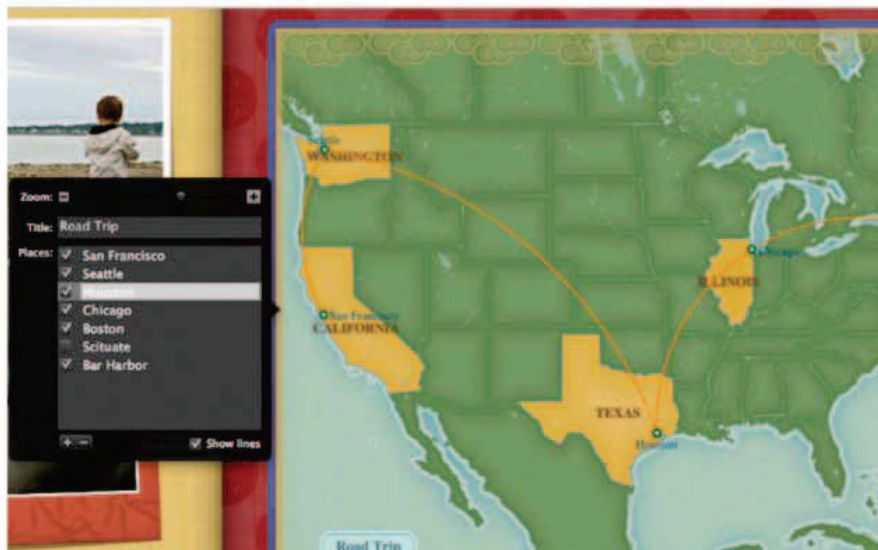 Zoom:
Title: Road Trip
Places:
San Francisco
Seattle
Houston
Chicago
Boston
Scituate
Bar Harbor
Show lines
Seattle
WASHINGTON
San Francisco
CALIFORNIA
Chicago
ILLINOIS
TEXAS
Houston
Road Trip